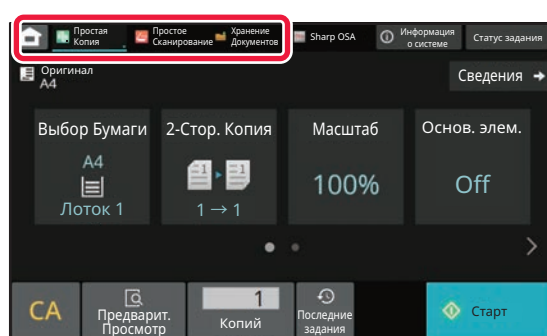 Простая
Копия
Простое
Сканирование
Хранение
Документов
Sharp OSA
Информация
о системе
Статус задания
Оригинал
A4
Сведения
Выбор Бумаги
2-Стор. Копия
Масштаб
Основ. элем.
A4
Лоток 1
1 → 1
100%
Off
CA
Предварит.
Просмотр
1
Копий
Последние
задания
Старт